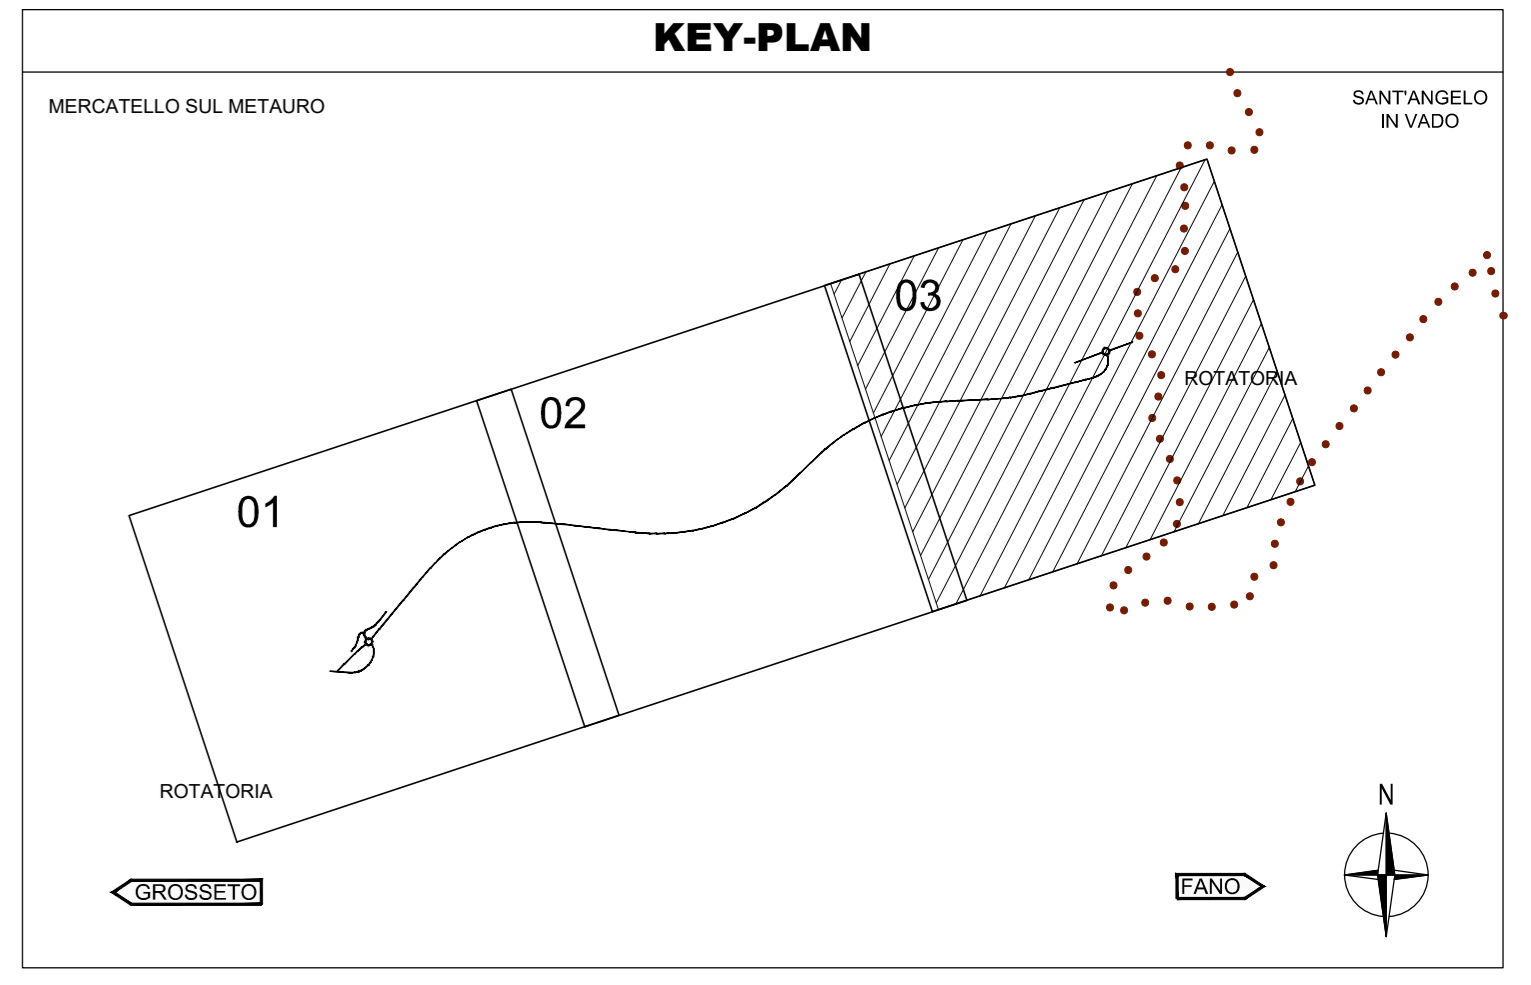 KEY-PLAN
MERCATELLO SUL METAURO
SANT'ANGELO
IN VADO
03
ROTATORIA
02
01
ROTATORIA
N
GROSSETO
FANO